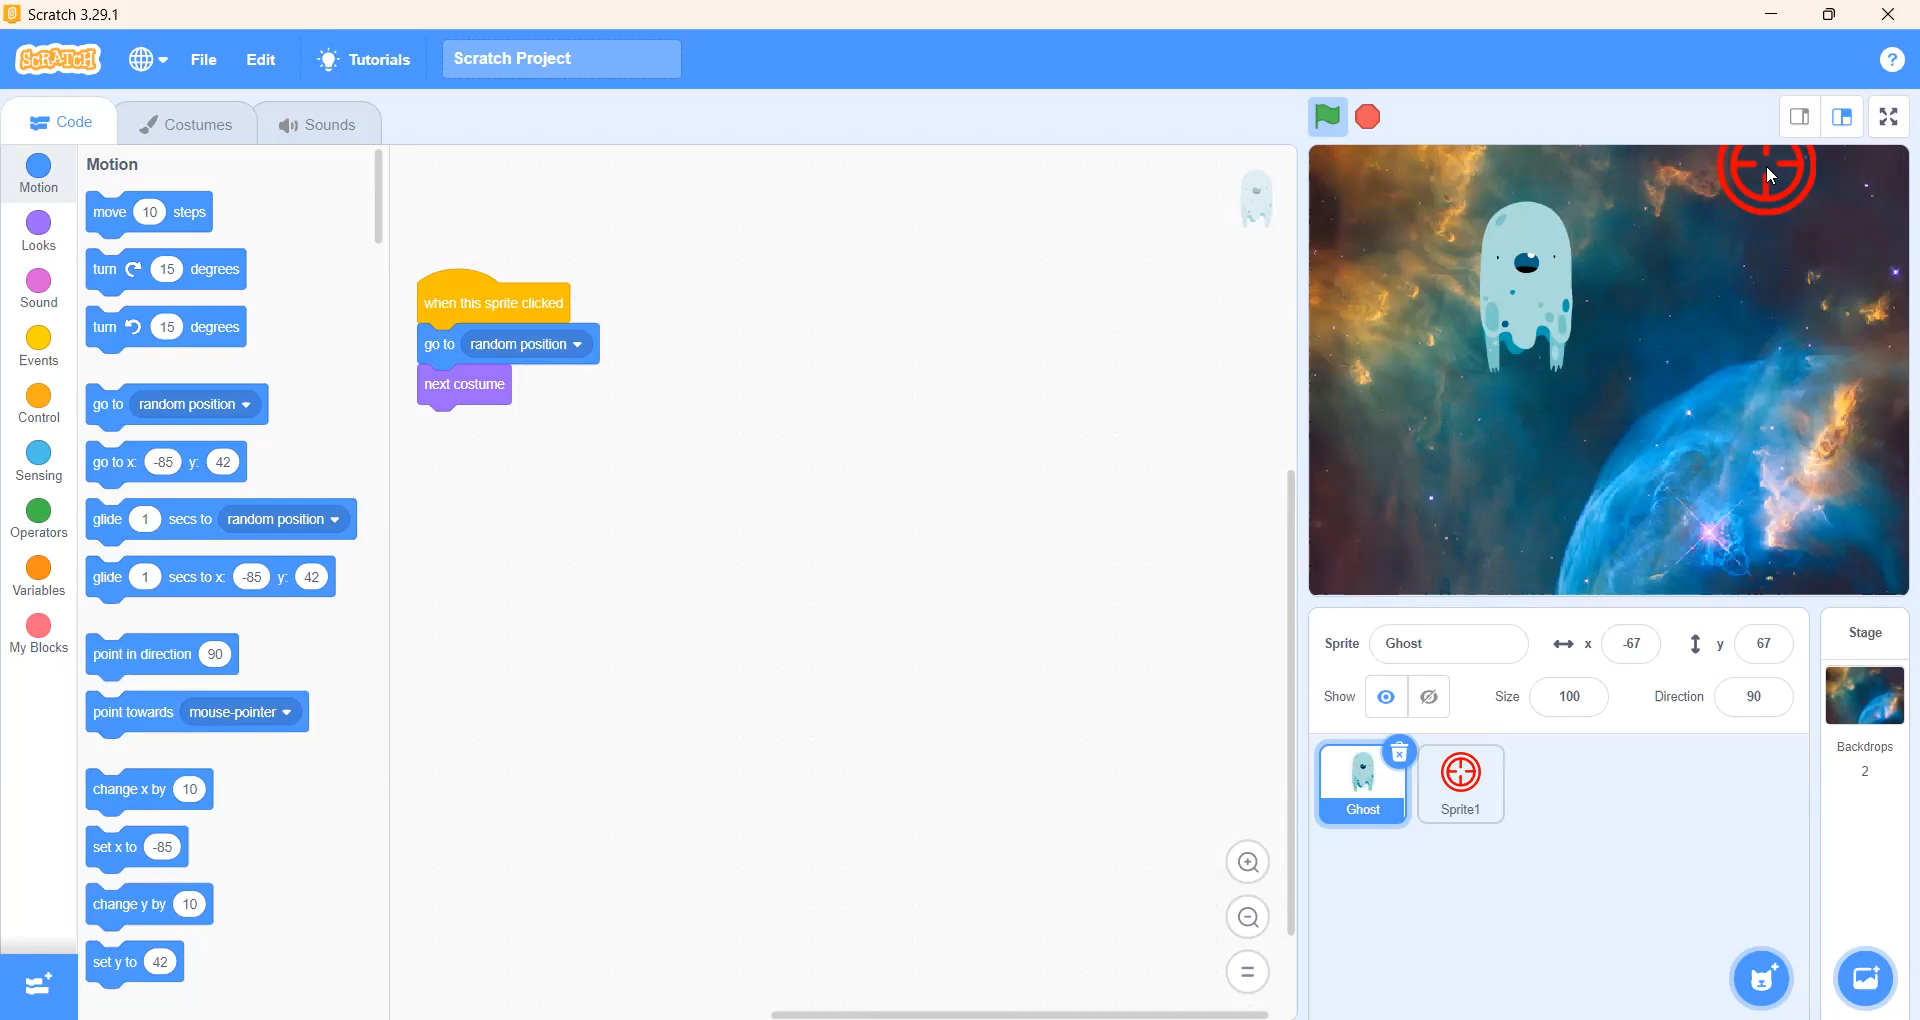 Scratch 3.29.1
SCRATCH
File
Edit
Tutorials
Scratch Project
?
Code
Costumes
Sounds
Motion
Looks
Sound
Events
Control
Sensing
Operators
Variables
My Blocks
Motion
move 10 steps
turn 15 degrees
turn 15 degrees
go to random position
go to x: -85 y: 42
glide 1 secs to random position
glide 1 secs to x: -85 y: 42
point in direction 90
point towards mouse-pointer
change x by 10
set x to -85
change y by 10
set y to 42
when this sprite clicked
go to random position
next costume
Sprite Ghost x -67 y 67
Show Size 100 Direction 90
Ghost
Sprite1
Stage
Backdrops
2